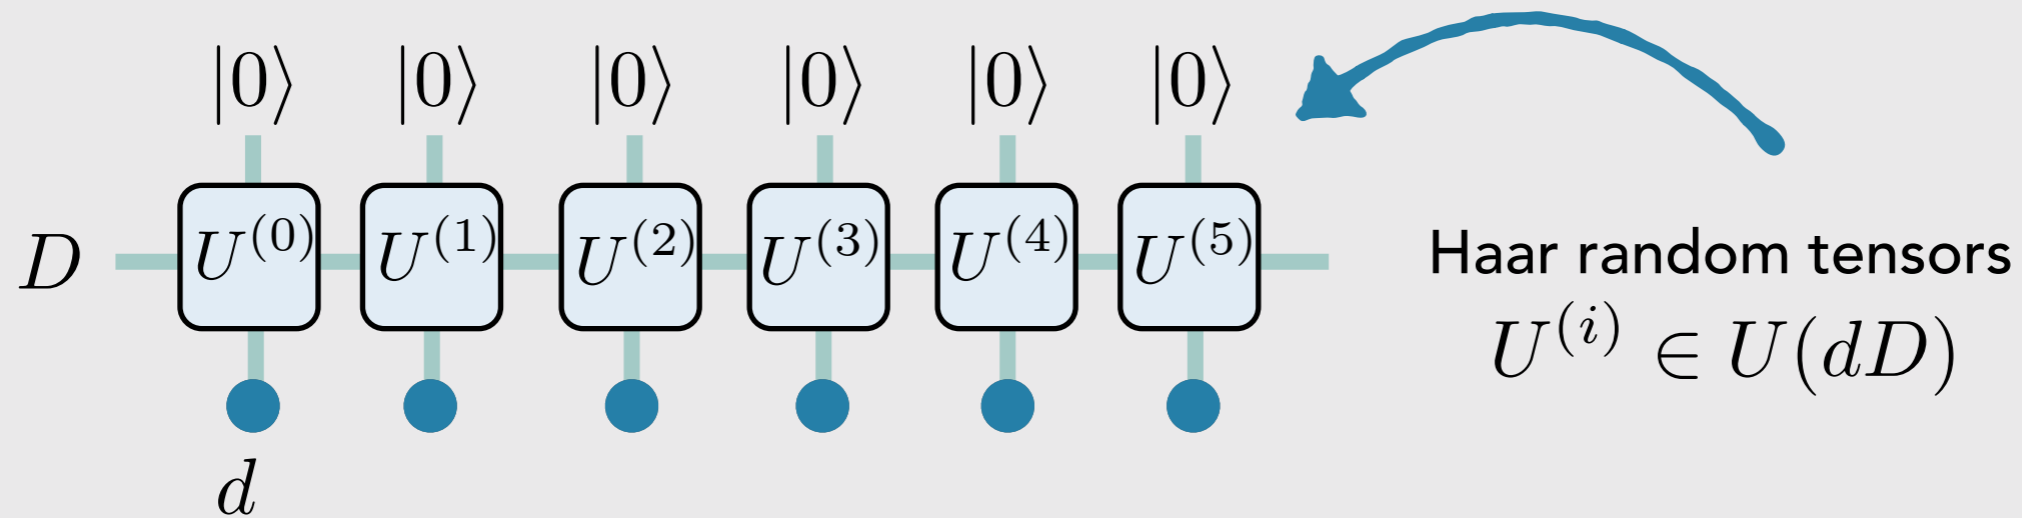 |0⟩ |0⟩ |0⟩ |0⟩ |0⟩ |0⟩
D U^(0) U^(1) U^(2) U^(3) U^(4) U^(5)
Haar random tensors
U^(i) ∈ U(dD)
d